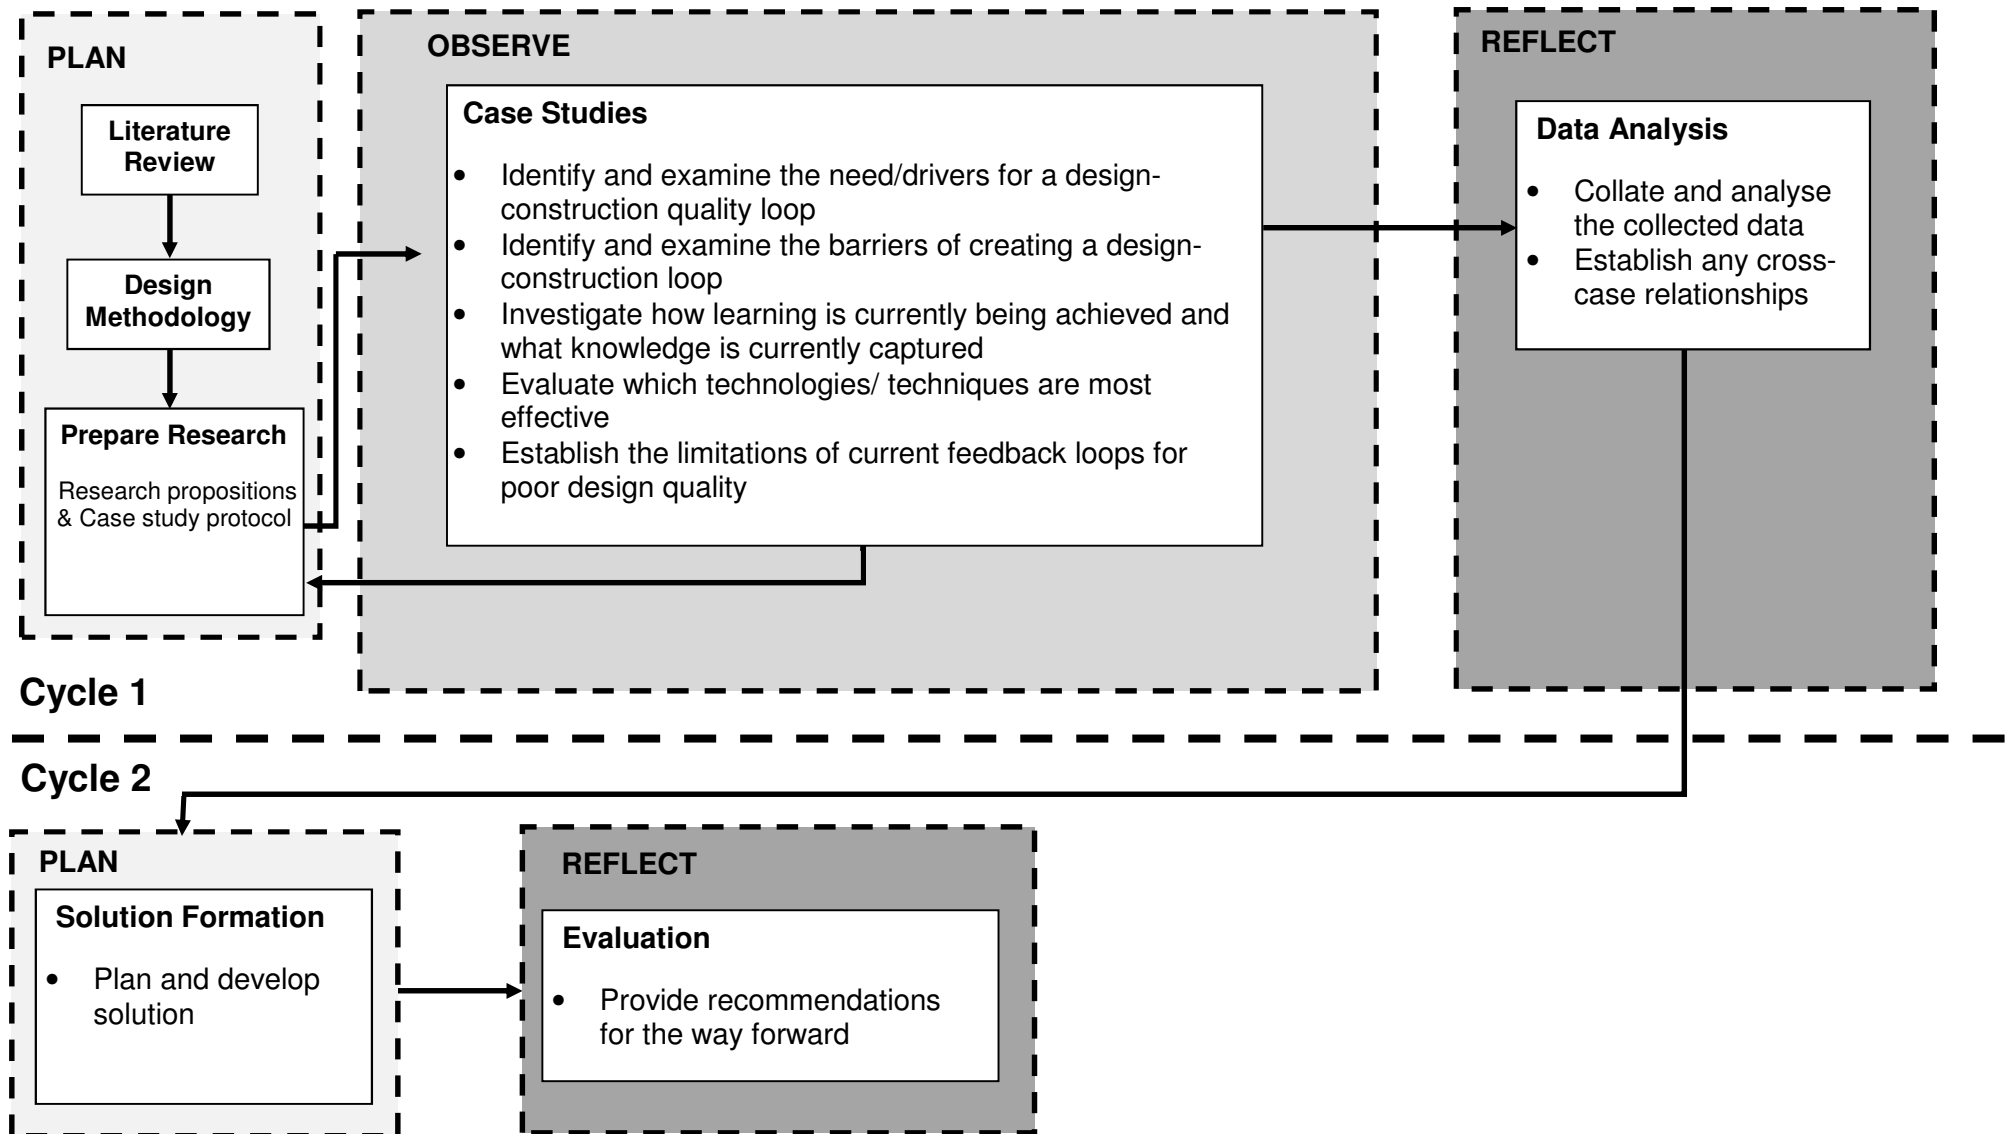 PLAN
Literature
Review
Design
Methodology
Prepare Research
Research propositions
& Case study protocol
OBSERVE
Case Studies
• Identify and examine the need/drivers for a design-
construction quality loop
• Identify and examine the barriers of creating a design-
construction loop
• Investigate how learning is currently being achieved and
what knowledge is currently captured
• Evaluate which technologies/ techniques are most
effective
• Establish the limitations of current feedback loops for
poor design quality
REFLECT
Data Analysis
• Collate and analyse
the collected data
• Establish any cross-
case relationships
Cycle 1
Cycle 2
PLAN
Solution Formation
• Plan and develop
solution
REFLECT
Evaluation
• Provide recommendations
for the way forward